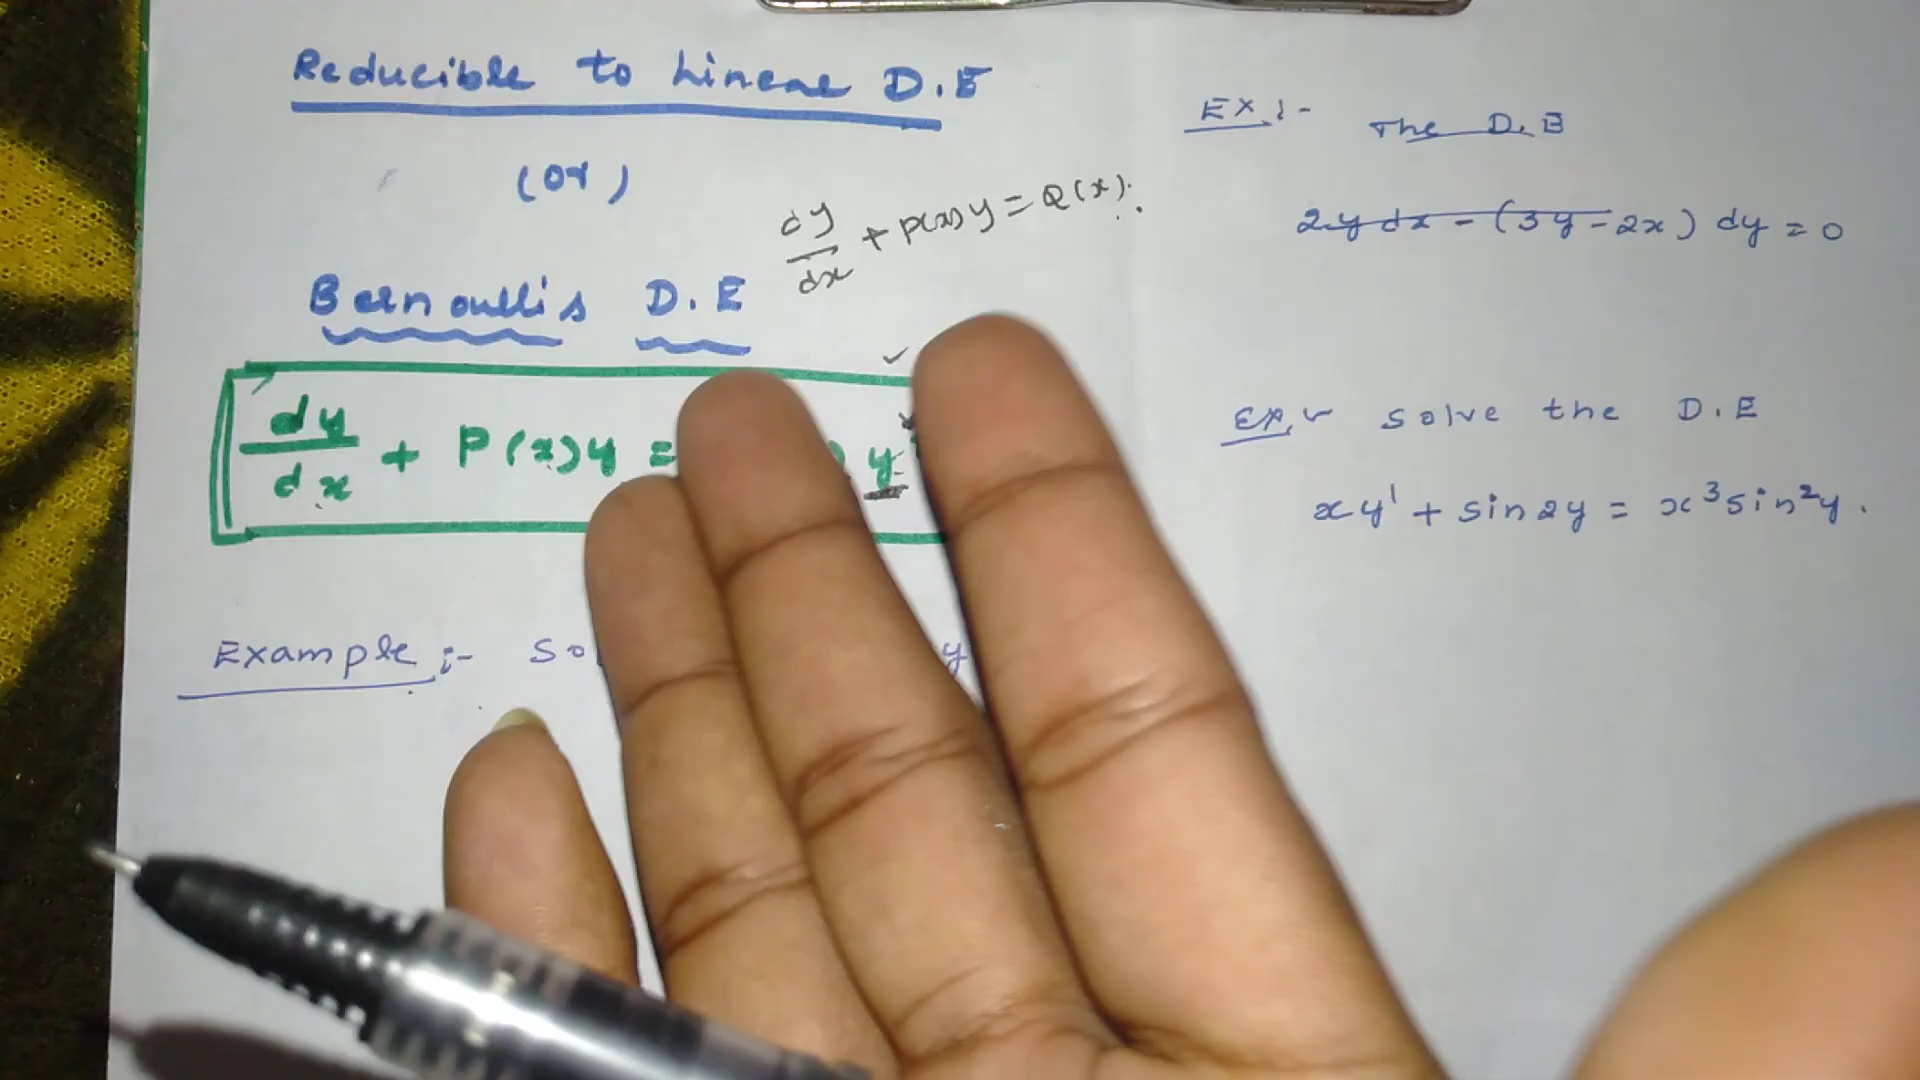 Reducible to Linear D.E
(or)
dy/dx + P(x) y = Q(x).
Bernoullis D.E
dy/dx + P(x) y = y
Example :-
EX :- The D.E
2y dx - (3y - 2x) dy = 0
EX :- solve the D.E
xy' + sin2y = x³sin²y.